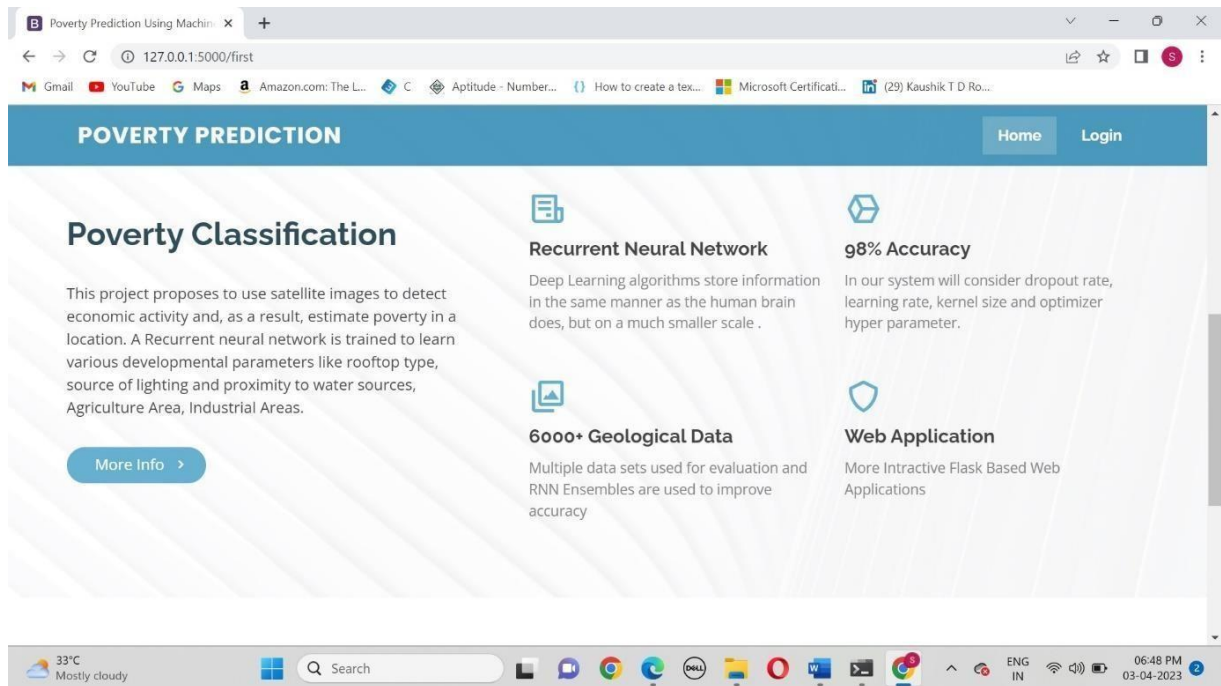 B Poverty Prediction Using Machin
127.0.0.1:5000/first
S
Gmail YouTube Maps Amazon.com: The L... C Aptitude - Number... How to create a tex... Microsoft Certificati... (29) Kaushik T D Ro...
POVERTY PREDICTION
Home Login
Poverty Classification
This project proposes to use satellite images to detect
economic activity and, as a result, estimate poverty in a
location. A Recurrent neural network is trained to learn
various developmental parameters like rooftop type,
source of lighting and proximity to water sources,
Agriculture Area, Industrial Areas.
More Info
Recurrent Neural Network
Deep Learning algorithms store information
in the same manner as the human brain
does, but on a much smaller scale .
98% Accuracy
In our system will consider dropout rate,
learning rate, kernel size and optimizer
hyper parameter.
6000+ Geological Data
Multiple data sets used for evaluation and
RNN Ensembles are used to improve
accuracy
Web Application
More Intractive Flask Based Web
Applications
33°C
Mostly cloudy
Search
DELL
W
S
ENG
IN
06:48 PM
03-04-2023
2